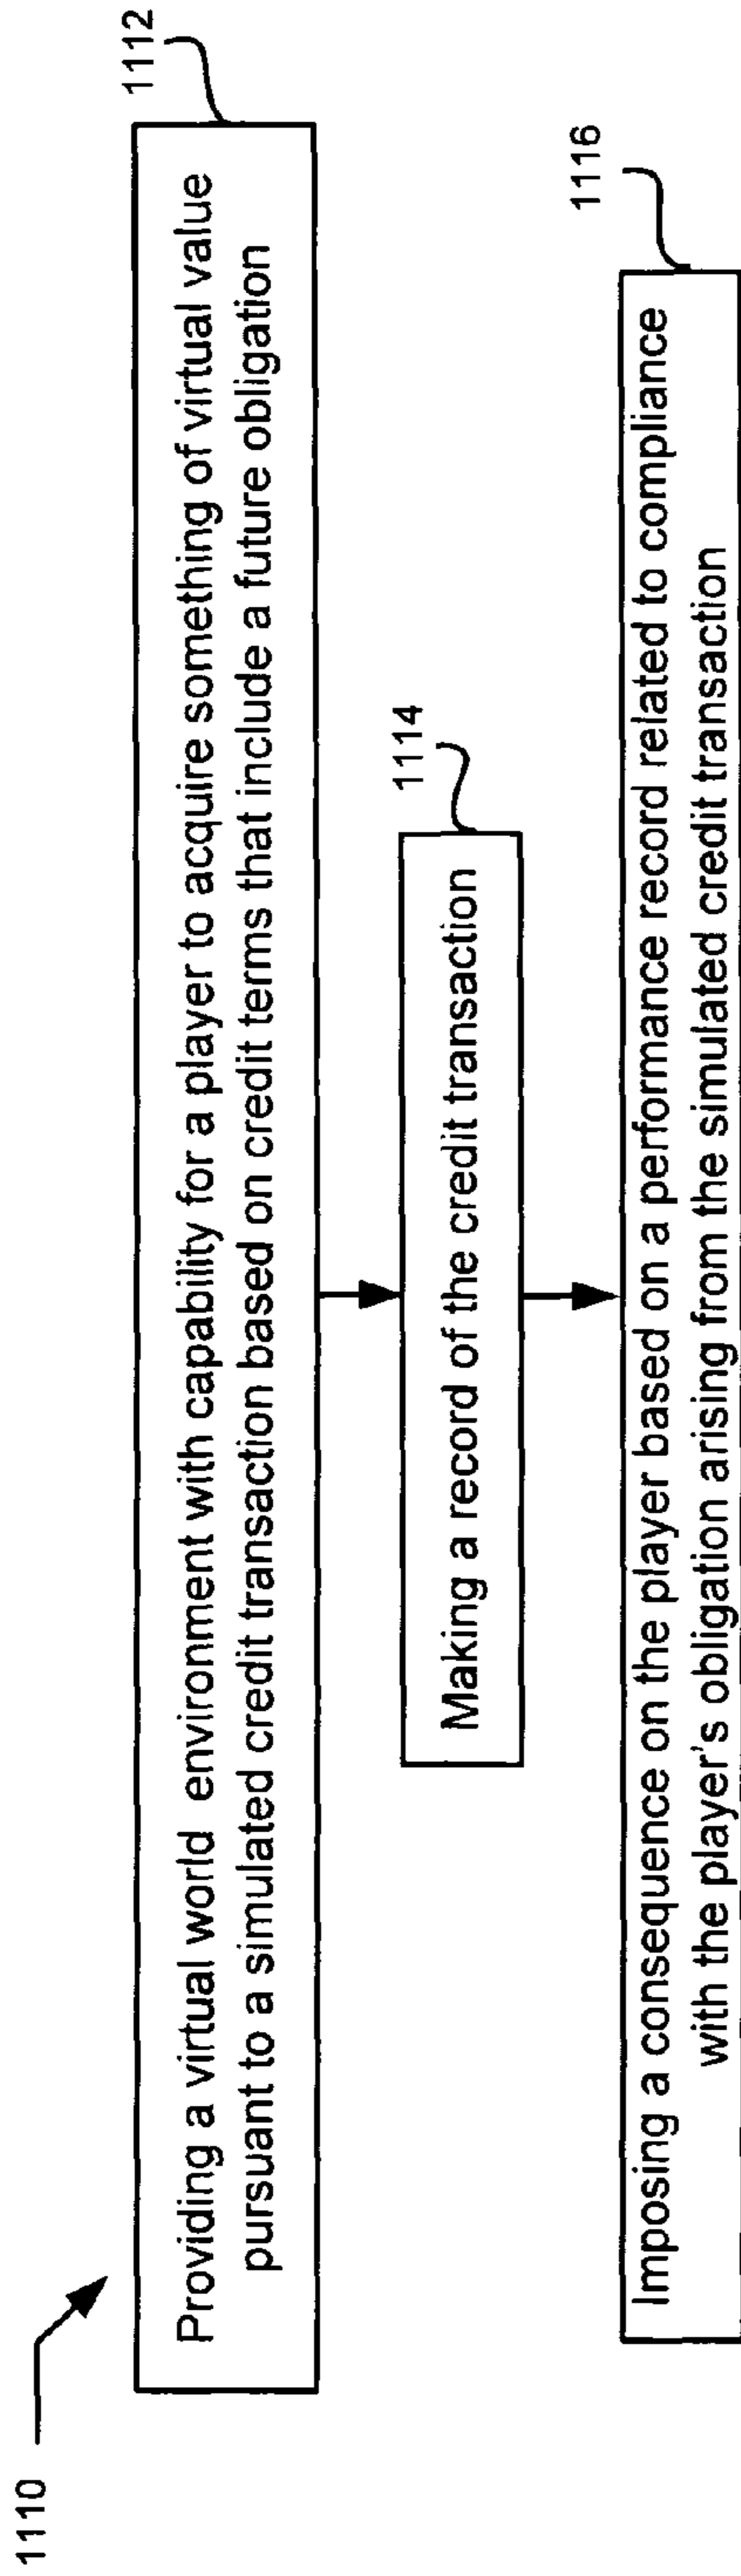 1110
1112
Providing a virtual world environment with capability for a player to acquire something of virtual value
pursuant to a simulated credit transaction based on credit terms that include a future obligation
1114
Making a record of the credit transaction
1116
Imposing a consequence on the player based on a performance record related to compliance
with the player's obligation arising from the simulated credit transaction